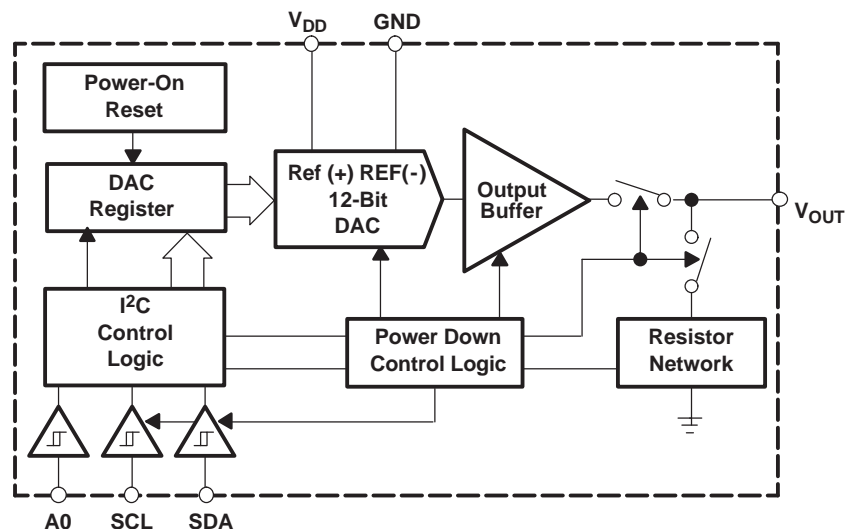 VDD GND
Power-On
Reset
DAC
Register
Ref (+) REF(-)
12-Bit
DAC
Output
Buffer
VOUT
I²C
Control
Logic
Power Down
Control Logic
Resistor
Network
A0 SCL SDA